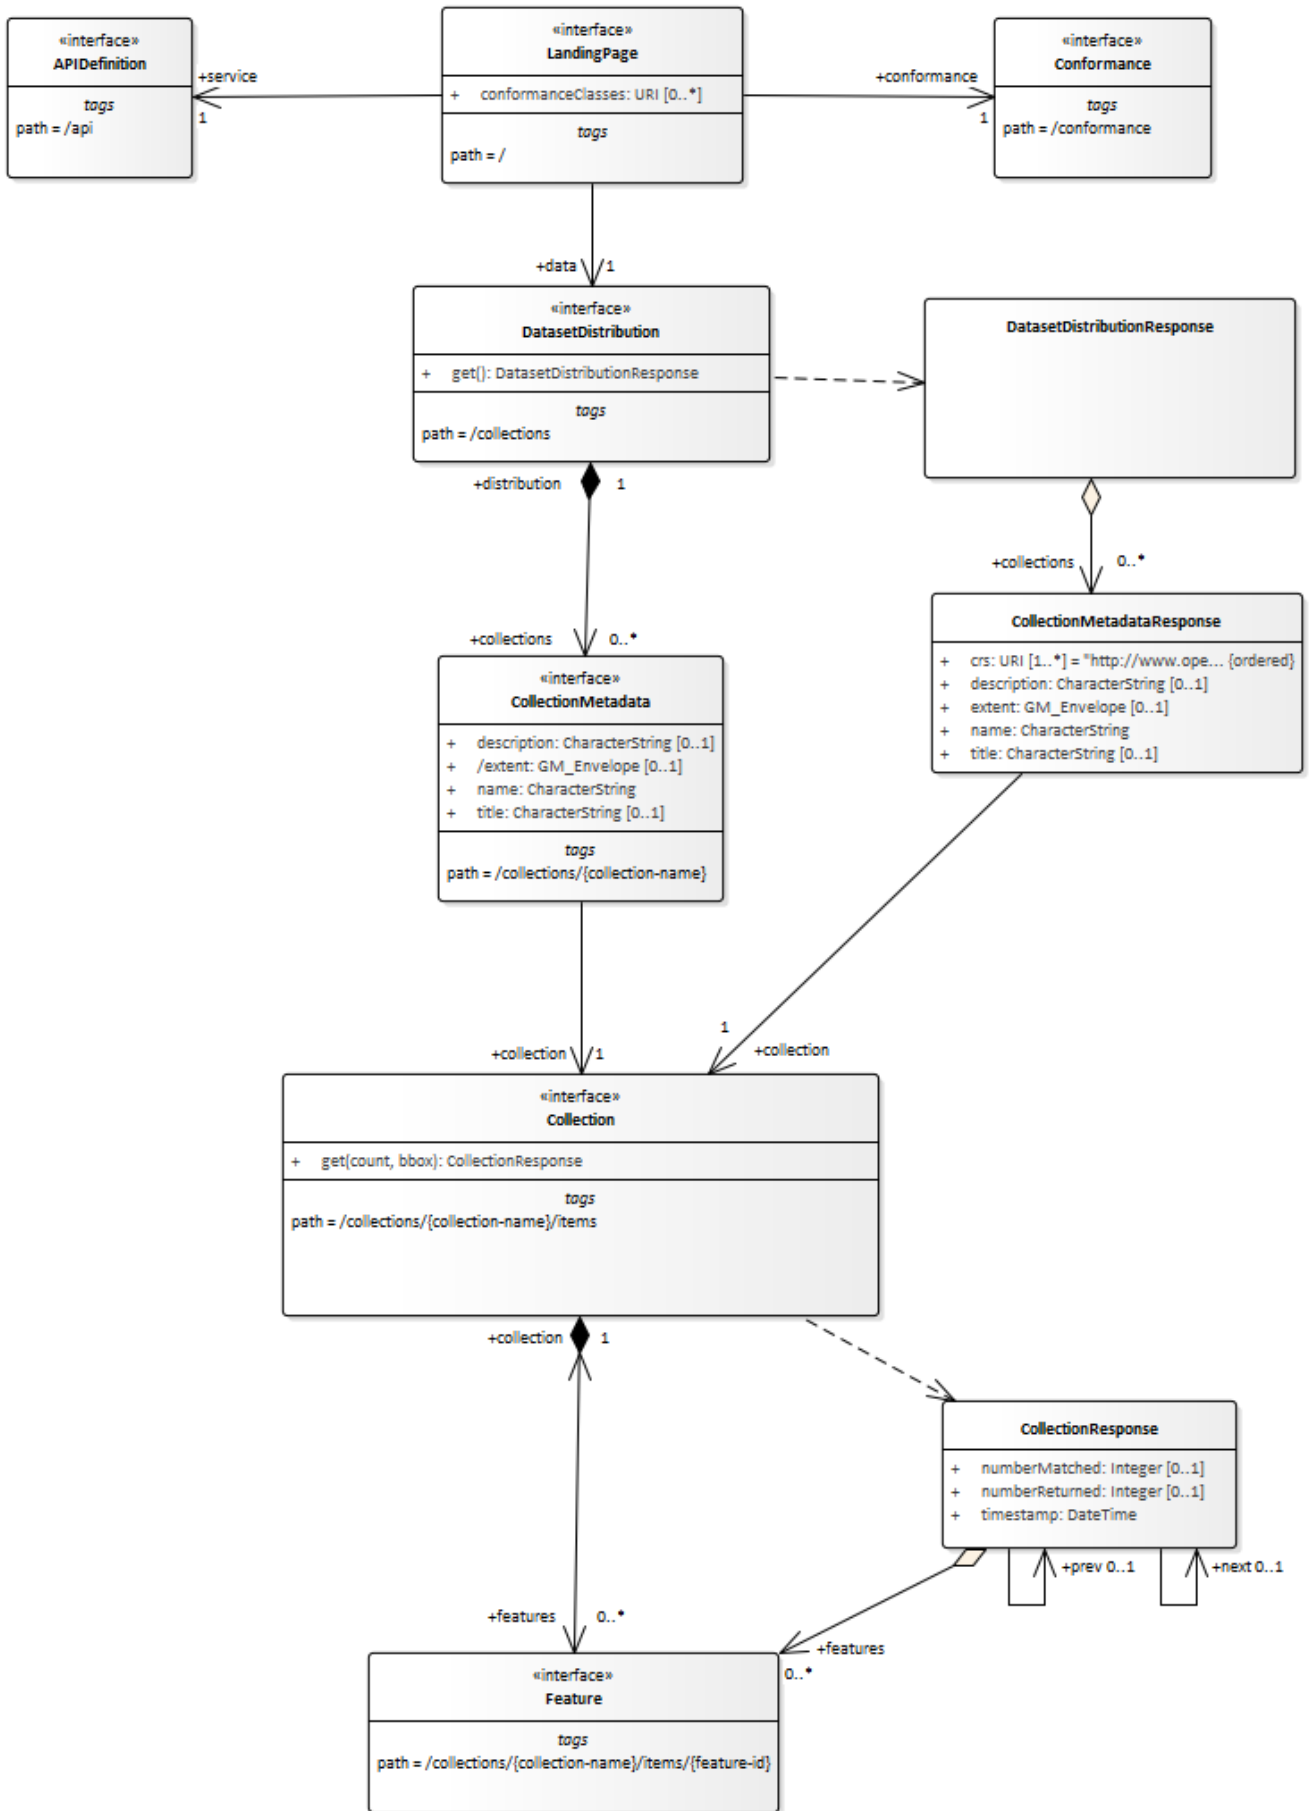 «interface»
APIDefinition
tags
path = /api
+service
1
«interface»
LandingPage
+ conformanceClasses: URI [0..*]
tags
path = /
+conformance
1
«interface»
Conformance
tags
path = /conformance
+data
1
«interface»
DatasetDistribution
+ get(): DatasetDistributionResponse
tags
path = /collections
DatasetDistributionResponse
+distribution
1
+collections
0..*
+collections
0..*
«interface»
CollectionMetadata
+ description: CharacterString [0..1]
+ /extent: GM_Envelope [0..1]
+ name: CharacterString
+ title: CharacterString [0..1]
tags
path = /collections/{collection-name}
CollectionMetadataResponse
+ crs: URI [1..*] = "http://www.ope... {ordered}
+ description: CharacterString [0..1]
+ extent: GM_Envelope [0..1]
+ name: CharacterString
+ title: CharacterString [0..1]
+collection
1
1
+collection
«interface»
Collection
+ get(count, bbox): CollectionResponse
tags
path = /collections/{collection-name}/items
+collection
1
CollectionResponse
+ numberMatched: Integer [0..1]
+ numberReturned: Integer [0..1]
+ timestamp: DateTime
+prev 0..1
+next 0..1
+features
0..*
+features
0..*
«interface»
Feature
tags
path = /collections/{collection-name}/items/{feature-id}